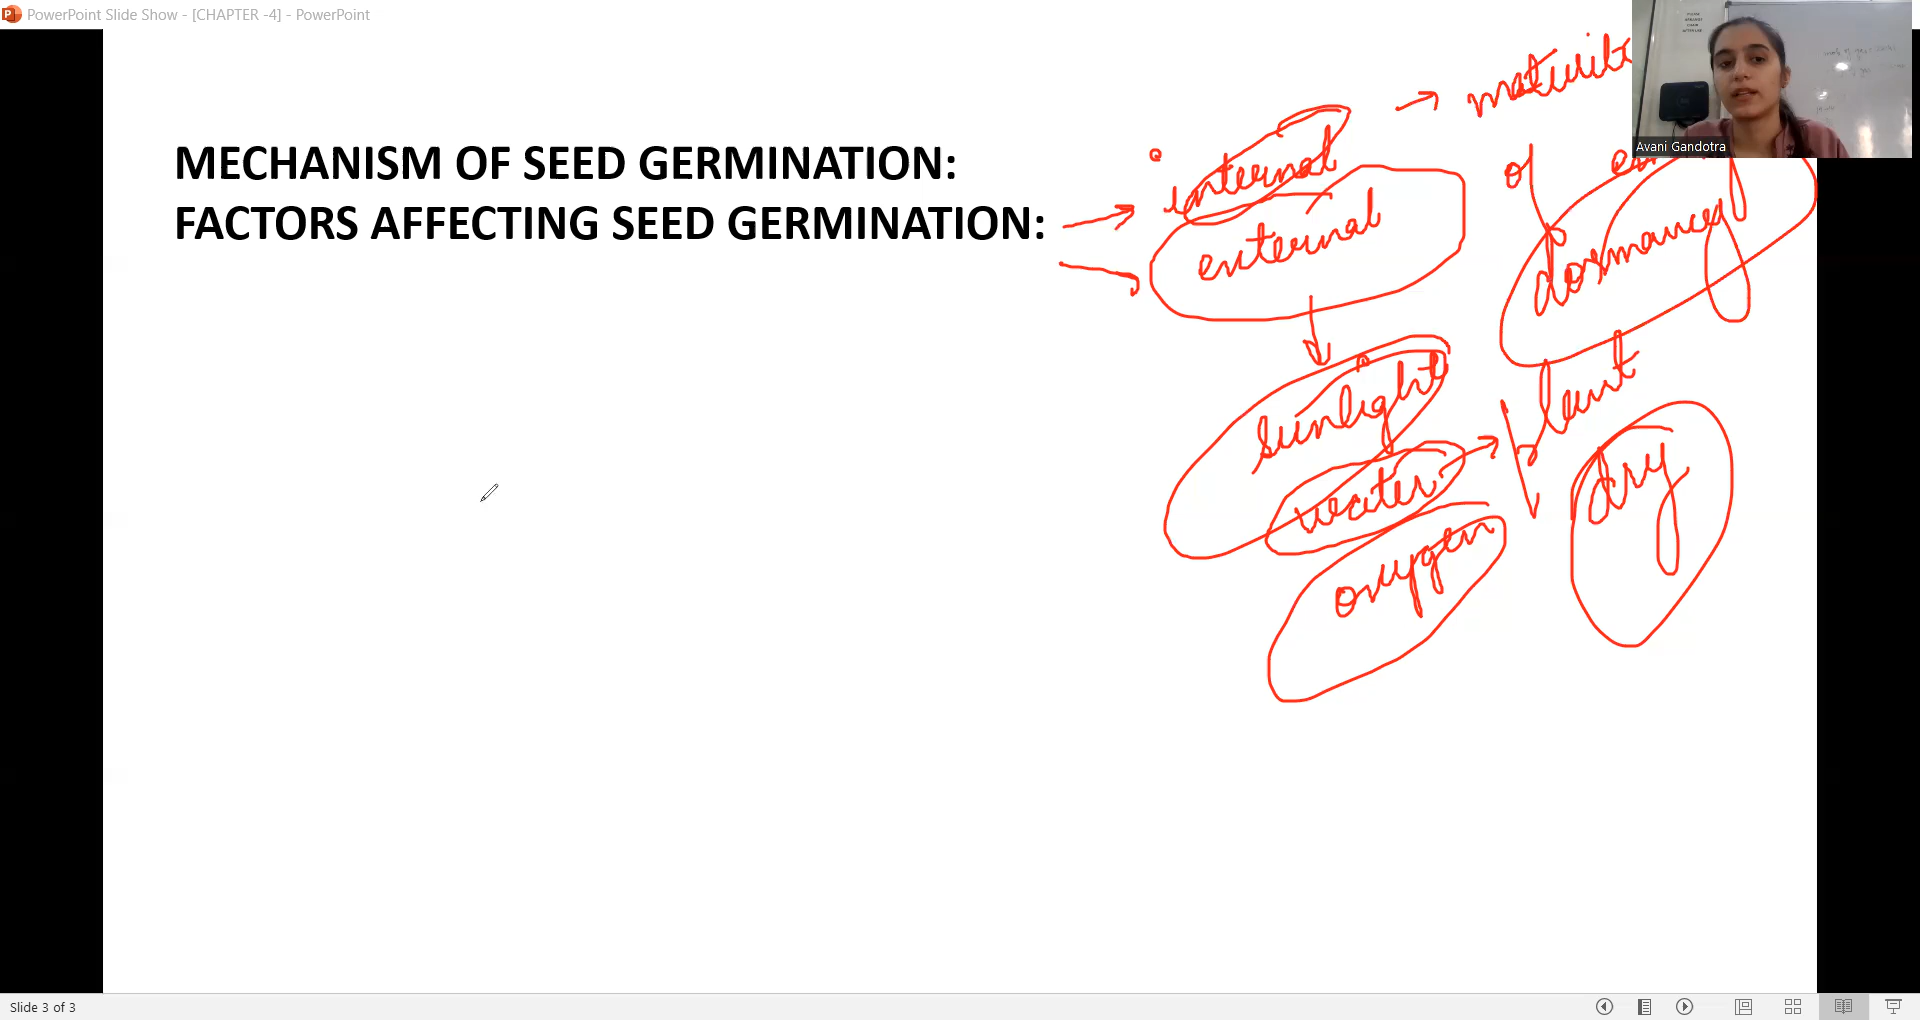 PowerPoint Slide Show - [CHAPTER -4] - PowerPoint
MECHANISM OF SEED GERMINATION:
FACTORS AFFECTING SEED GERMINATION:
internal
external
maturit
of
dormancy
sunlight
water
oxygen
plant
dry
Avani Gandotra
Slide 3 of 3